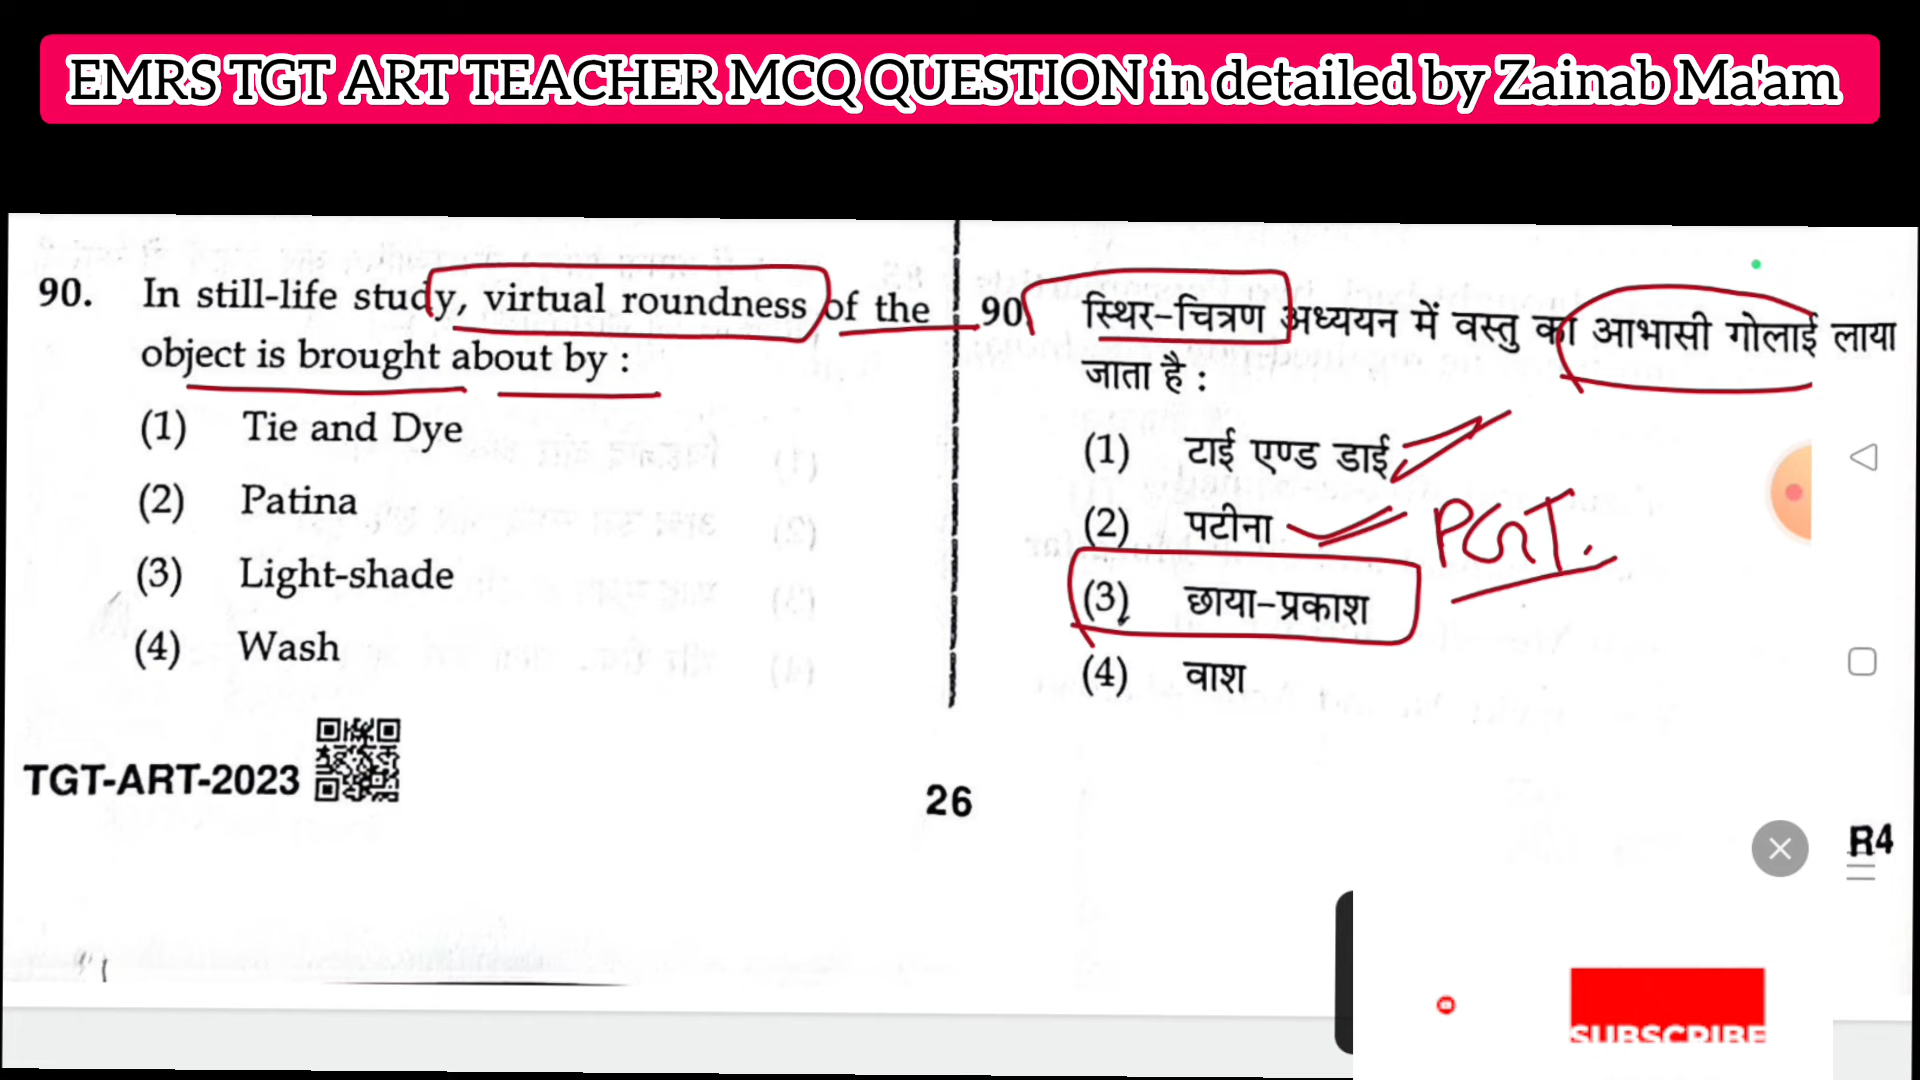 EMRS TGT ART TEACHER MCQ QUESTION in detailed by Zainab Ma'am
90. In still-life study, virtual roundness of the
object is brought about by :
(1) Tie and Dye
(2) Patina
(3) Light-shade
(4) Wash
90. स्थिर-चित्रण अध्ययन में वस्तु का आभासी गोलाई लाया
जाता है :
(1) टाई एण्ड डाई
(2) पटीना
PGT.
(3) छाया-प्रकाश
(4) वाश
TGT-ART-2023
26
R4
SUBSCRIBE